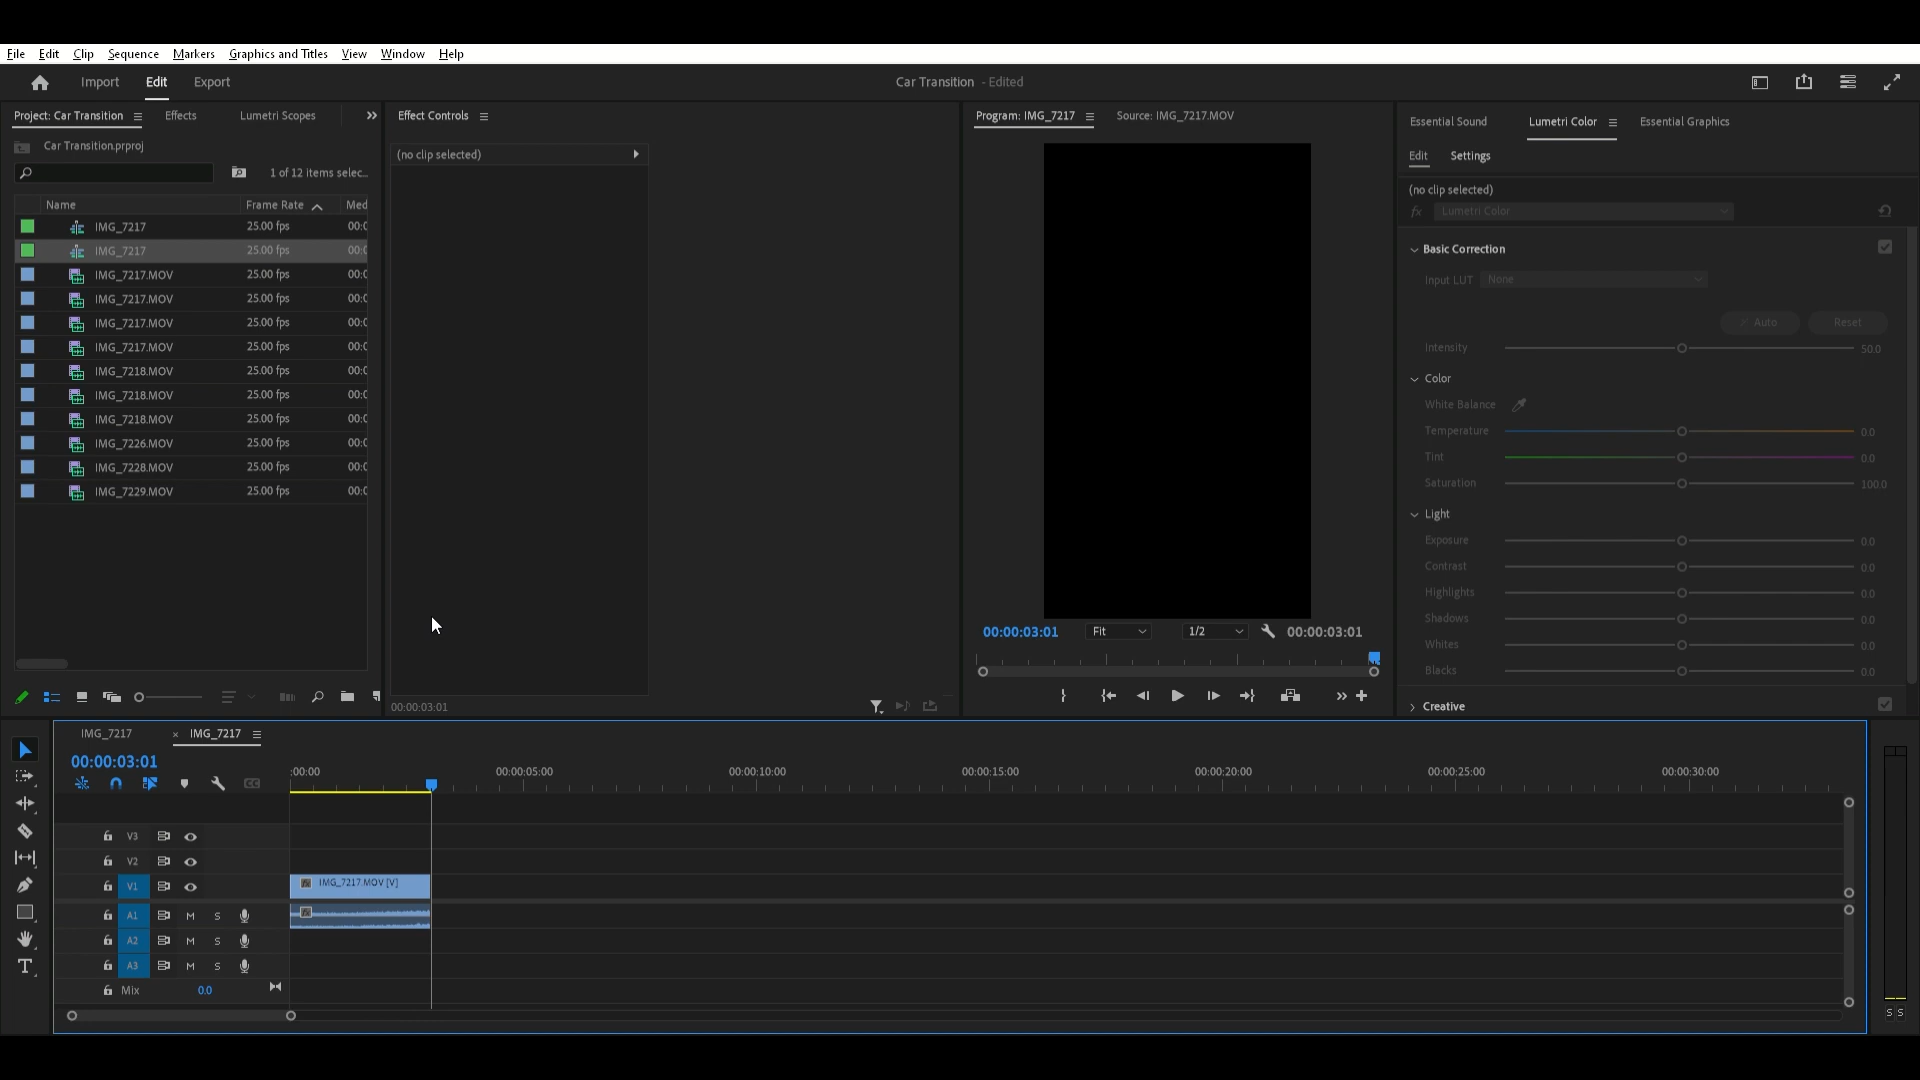 File Edit Clip Sequence Markers Graphics and Titles View Window Help
Import Edit Export Car Transition - Edited
Project: Car Transition Effects Lumetri Scopes
Car Transition.prproj
1 of 12 items selec...
Name Frame Rate Med
IMG_7217 25.00 fps 00:0
IMG_7217 25.00 fps 00:0
IMG_7217.MOV 25.00 fps 00:0
IMG_7217.MOV 25.00 fps 00:0
IMG_7217.MOV 25.00 fps 00:0
IMG_7217.MOV 25.00 fps 00:0
IMG_7218.MOV 25.00 fps 00:0
IMG_7218.MOV 25.00 fps 00:0
IMG_7218.MOV 25.00 fps 00:0
IMG_7226.MOV 25.00 fps 00:0
IMG_7228.MOV 25.00 fps 00:0
IMG_7229.MOV 25.00 fps 00:0
Effect Controls
(no clip selected)
00:00:03:01
Program: IMG_7217 Source: IMG_7217.MOV
00:00:03:01 Fit 1/2 00:00:03:01
Essential Sound Lumetri Color Essential Graphics
Edit Settings
(no clip selected)
fx Lumetri Color
Basic Correction
Input LUT None
Auto Reset
Intensity 50.0
Color
White Balance
Temperature 0.0
Tint 0.0
Saturation 100.0
Light
Exposure 0.0
Contrast 0.0
Highlights 0.0
Shadows 0.0
Whites 0.0
Blacks 0.0
Creative
IMG_7217 × IMG_7217
00:00:03:01
:00:00 00:00:05:00 00:00:10:00 00:00:15:00 00:00:20:00 00:00:25:00 00:00:30:00
V3
V2
V1 fx IMG_7217.MOV [V]
A1 M S fx
A2 M S
A3 M S
Mix 0.0
S S